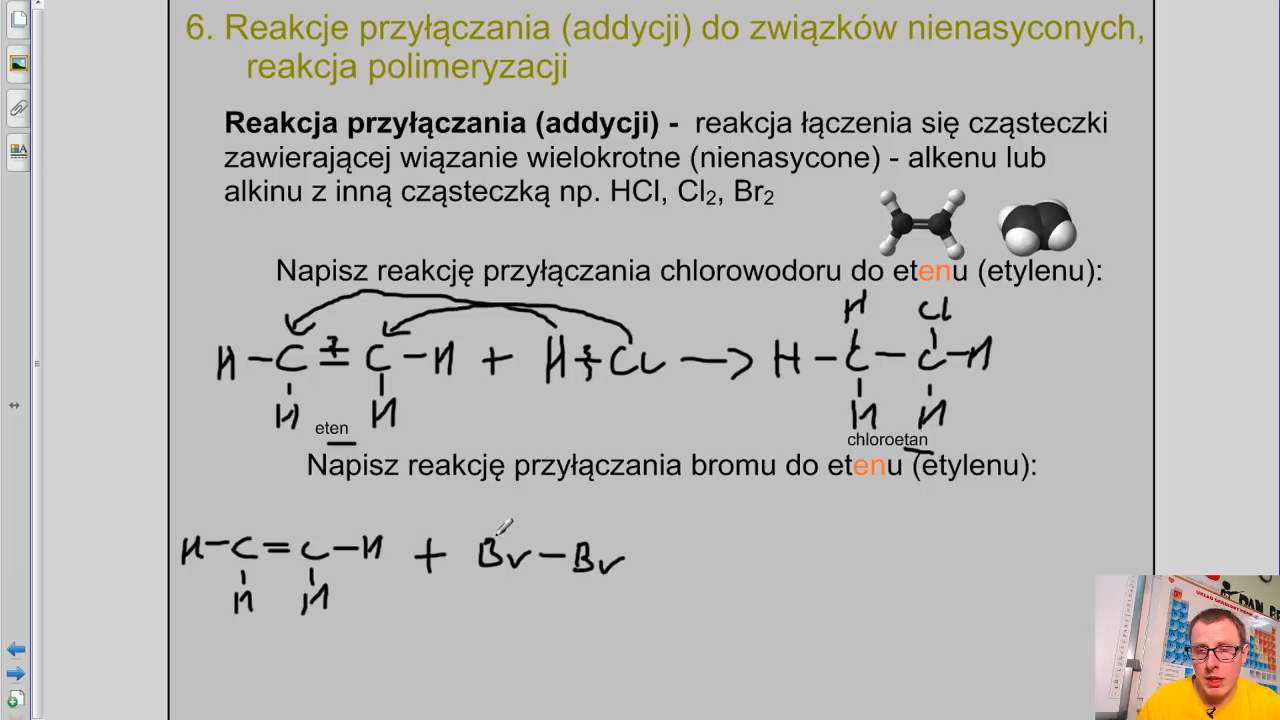 6. Reakcje przyłączania (addycji) do związków nienasyconych,
reakcja polimeryzacji
Reakcja przyłączania (addycji) - reakcja łączenia się cząsteczki
zawierającej wiązanie wielokrotne (nienasycone) - alkenu lub
alkinu z inną cząsteczką np. HCl, Cl₂, Br₂
Napisz reakcję przyłączania chlorowodoru do etenu (etylenu):
H Cl
H – C = C – H + H – Cl → H – C – C – H
H H H H
eten chloroetan
Napisz reakcję przyłączania bromu do etenu (etylenu):
H – C = C – H + Br – Br
H H
UKŁAD OKRESOWY